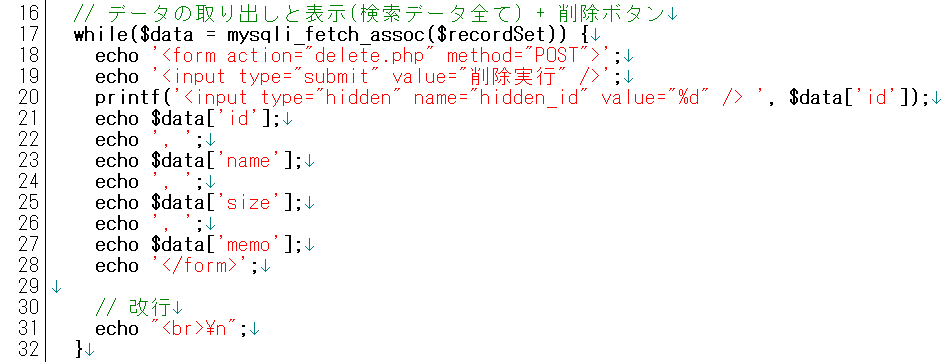 16 // データの取り出しと表示(検索データ全て) + 削除ボタン↓
17 while($data = mysqli_fetch_assoc($recordSet)) {↓
18 echo '<form action="delete.php" method="POST">';↓
19 echo '<input type="submit" value="削除実行" />';↓
20 printf('<input type="hidden" name="hidden_id" value="%d" /> ', $data['id']);↓
21 echo $data['id'];↓
22 echo ', ';↓
23 echo $data['name'];↓
24 echo ', ';↓
25 echo $data['size'];↓
26 echo ', ';↓
27 echo $data['memo'];↓
28 echo '</form>';↓
29 ↓
30 // 改行↓
31 echo "<br>¥n";↓
32 }↓